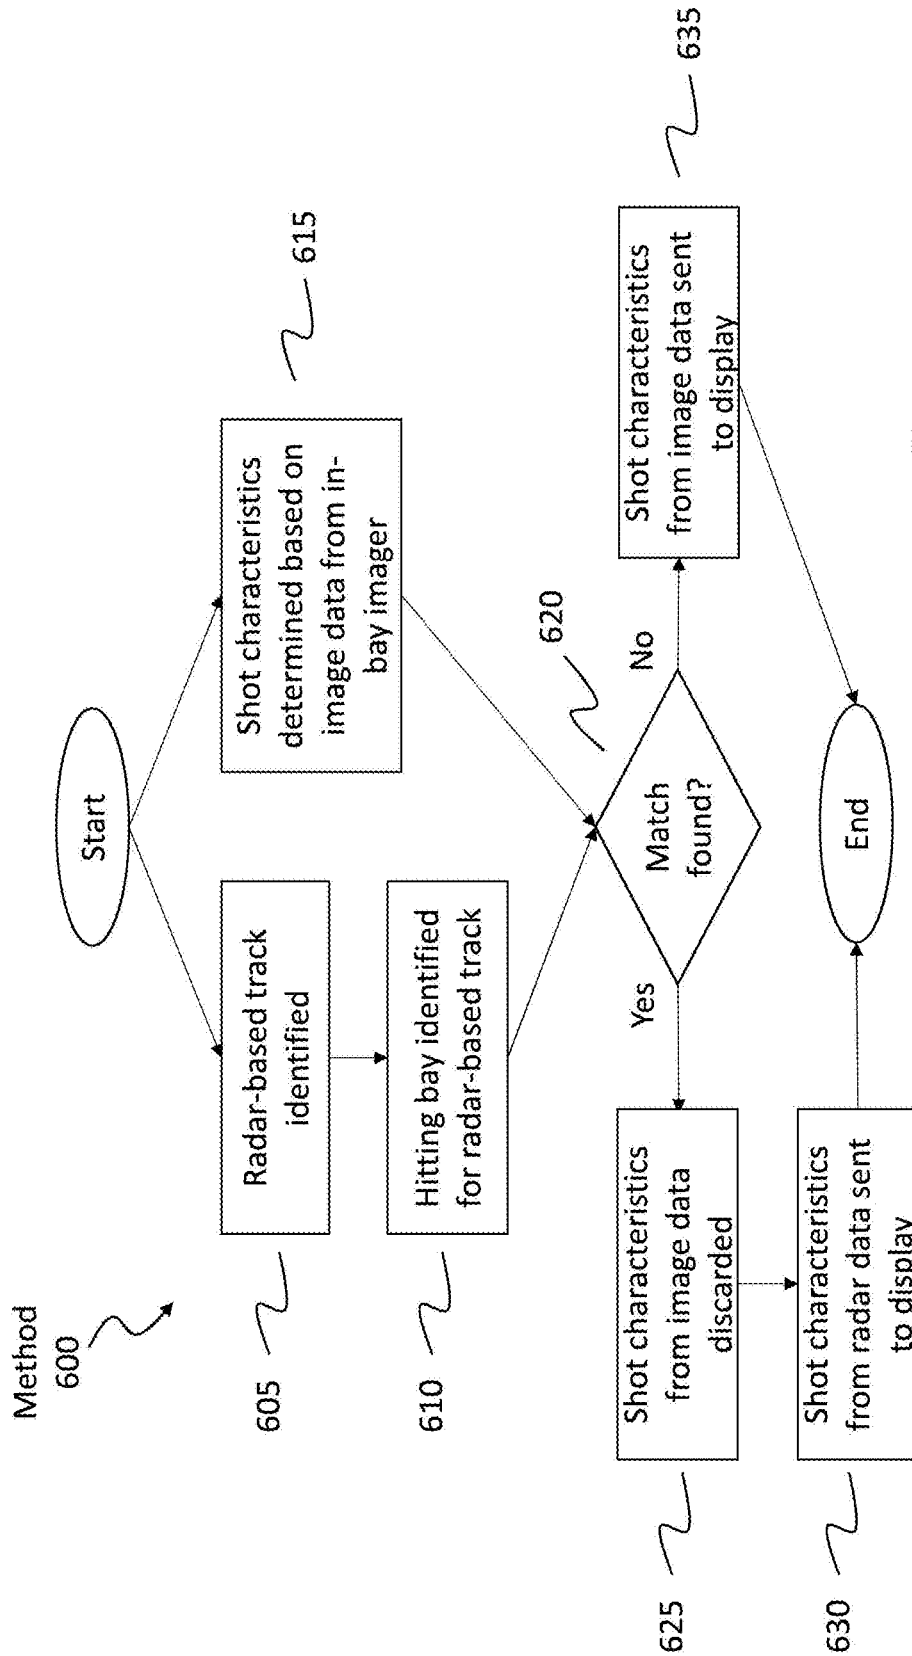 Method
600
Start
605
Radar-based track
identified
Shot characteristics
determined based on
image data from in-
bay imager
615
610
Hitting bay identified
for radar-based track
620
Match
found?
Yes
No
625
Shot characteristics
from image data
discarded
Shot characteristics
from image data sent
to display
635
630
Shot characteristics
from radar data sent
to display
End